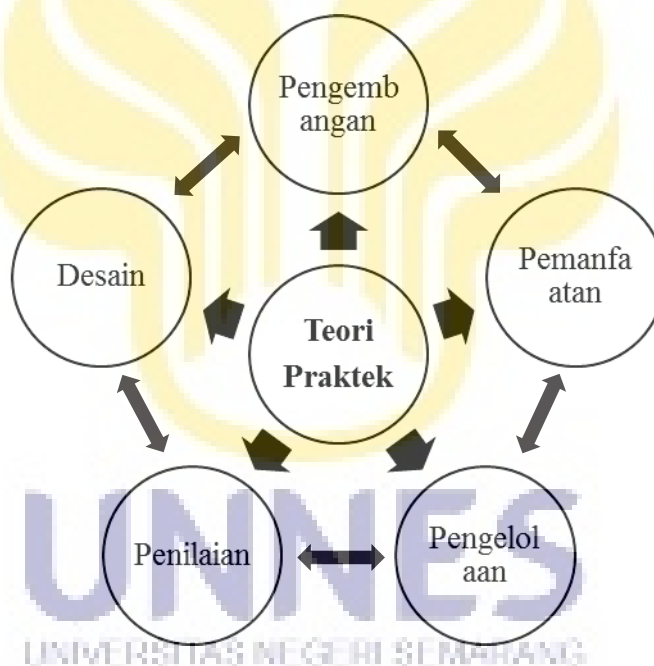 Pengemb
angan
Desain
Pemanfa
atan
Teori
Praktek
Penilaian
Pengelol
aan
UNNES
UNIVERSITAS NEGERI SEMARANG